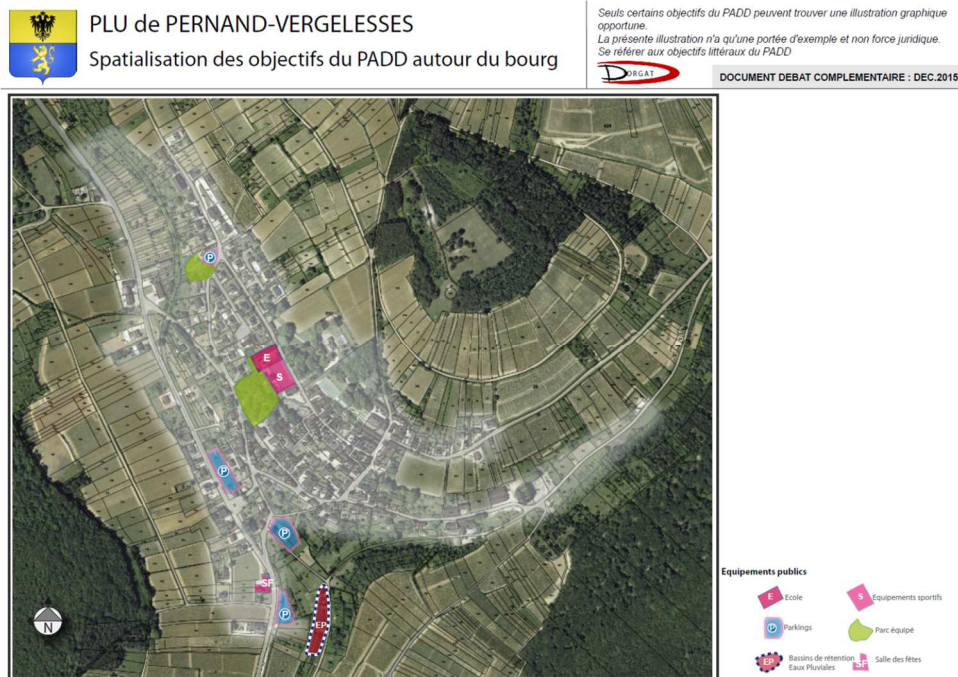 PLU de PERNAND-VERGELESSES
Spatialisation des objectifs du PADD autour du bourg
Seuls certains objectifs du PADD peuvent trouver une illustration graphique
opportune.
La présente illustration n'a qu'une portée d'exemple et non force juridique.
Se référer aux objectifs littéraux du PADD
DORGAT
DOCUMENT DEBAT COMPLEMENTAIRE : DEC.2015
P
E
S
P
P
SF
P
EP
N
Equipements publics
E Ecole
S Equipements sportifs
P Parkings
Parc équipé
EP Bassins de rétention
Eaux Pluviales
SF Salle des fêtes